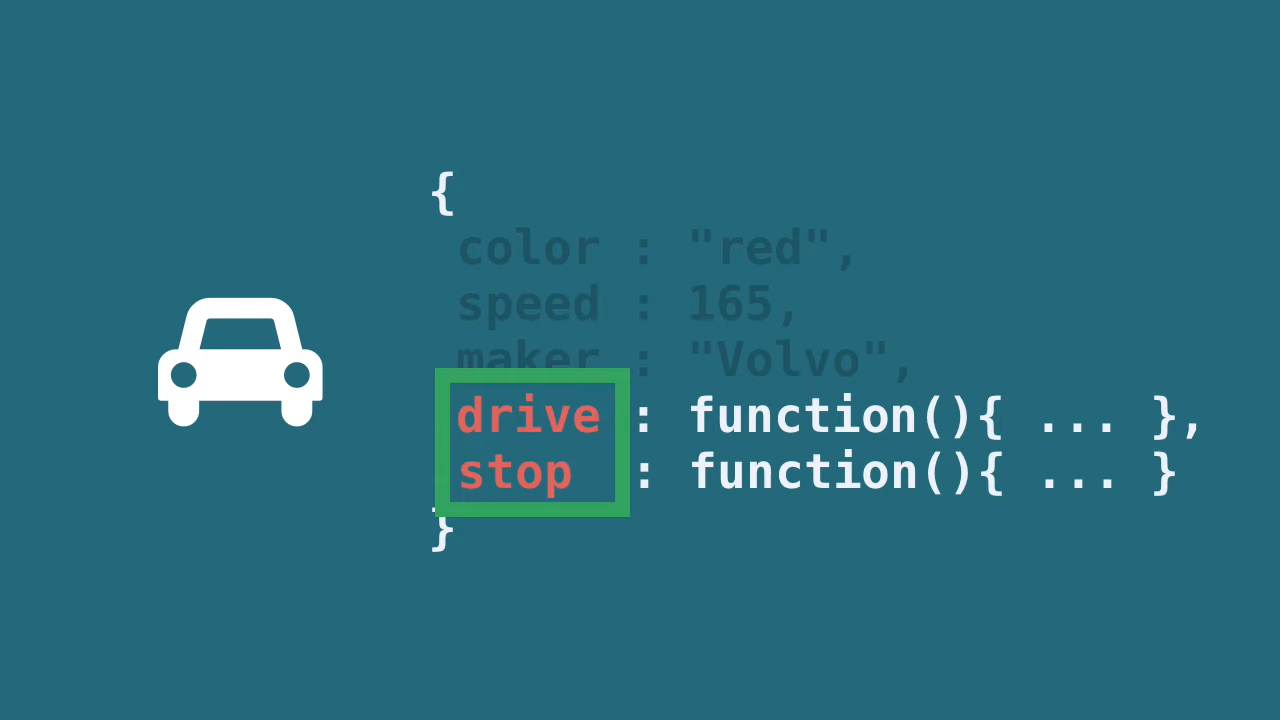 {
color : "red",
speed : 165,
maker : "Volvo",
drive : function(){ ... },
stop : function(){ ... }
}